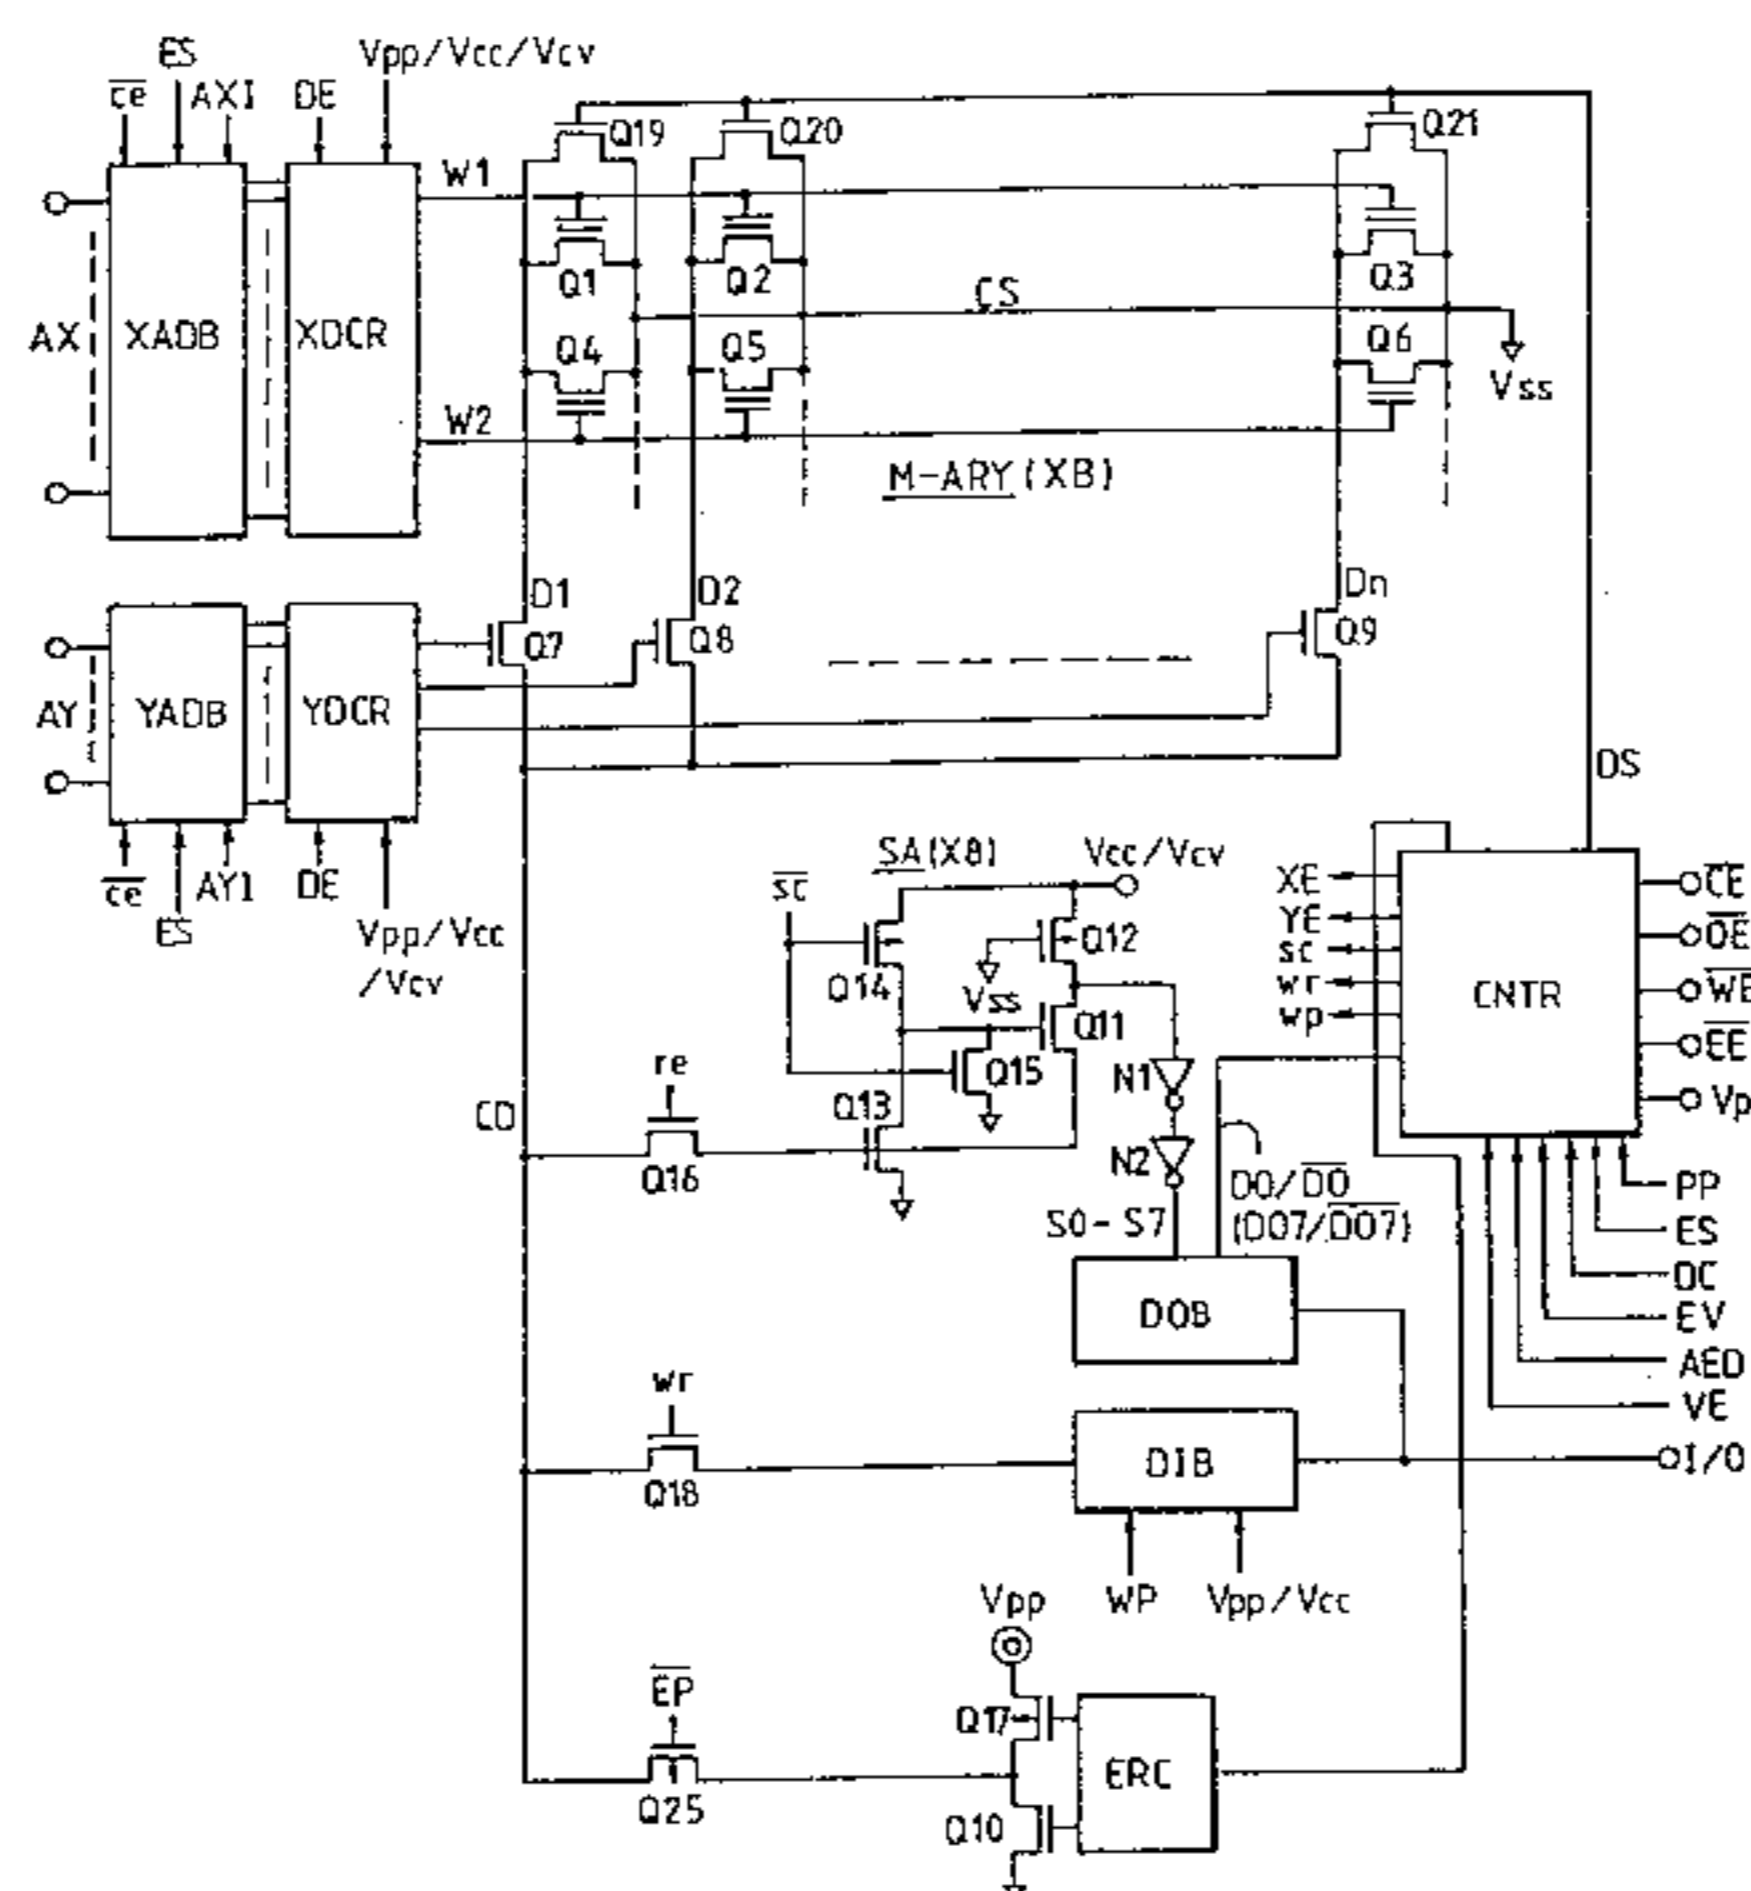 ES
Vpp/Vcc/Vcv
ce
AXI
DE
Q19
Q20
Q21
W1
Q1
Q2
Q3
CS
AX
XADB
XDCR
Q4
Q5
Q6
Vss
W2
M-ARY(XB)
D1
D2
Dn
Q7
Q8
Q9
AY
YADB
YDCR
DS
SA(X8)
Vcc/Vcv
ce
AYI
DE
sc
XE
CE
ES
Vpp/Vcc
/Vcv
YE
OE
Q14
Q12
sc
Vss
wr
CNTR
WE
Q11
wp
re
Q15
N1
EE
CD
Q13
Vp
Q16
N2
DO/DO
PP
S0-S7
(DO7/DO7)
ES
DC
DOB
EV
AEO
wr
VE
DIB
I/O
Q18
Vpp
WP
Vpp/Vcc
EP
Q17
ERC
Q25
Q10